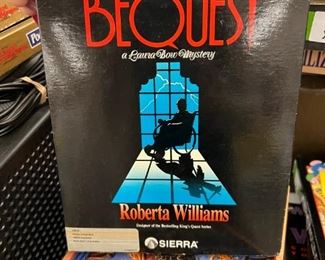 BEQUEST
a Laura Bow Mystery
Roberta Williams
Designer of the Bestselling King's Quest Series
SIERRA